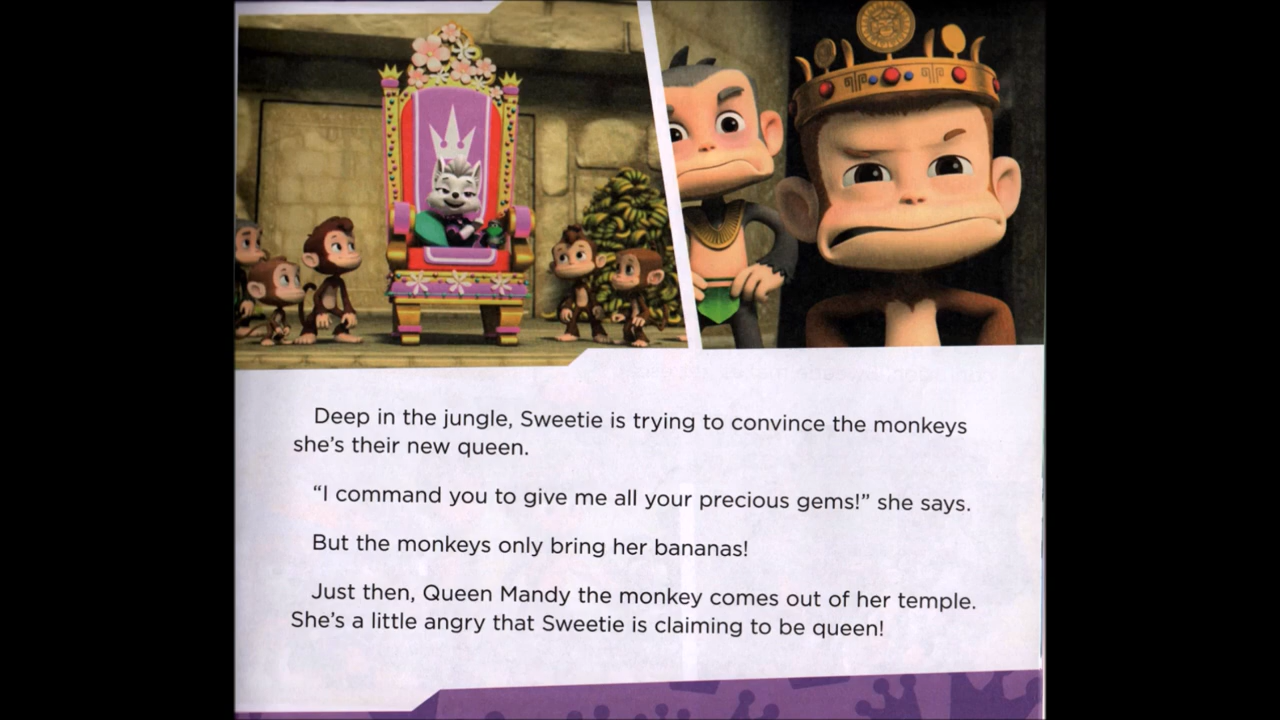 Deep in the jungle, Sweetie is trying to convince the monkeys
she's their new queen.
“I command you to give me all your precious gems!” she says.
But the monkeys only bring her bananas!
Just then, Queen Mandy the monkey comes out of her temple.
She's a little angry that Sweetie is claiming to be queen!